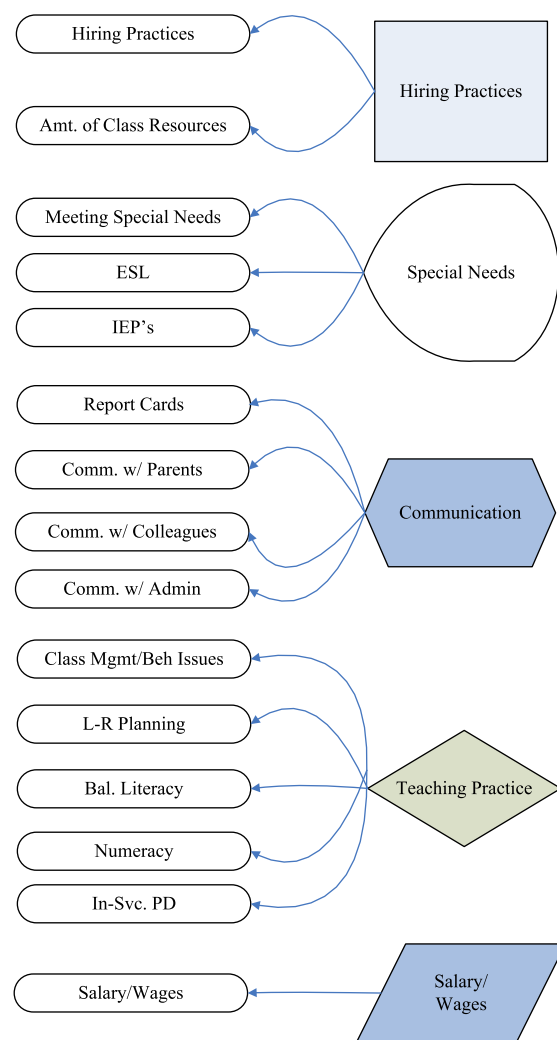 Hiring Practices
Amt. of Class Resources
Hiring Practices
Meeting Special Needs
ESL
IEP's
Special Needs
Report Cards
Comm. w/ Parents
Comm. w/ Colleagues
Comm. w/ Admin
Communication
Class Mgmt/Beh Issues
L-R Planning
Bal. Literacy
Numeracy
In-Svc. PD
Teaching Practice
Salary/Wages
Salary/
Wages